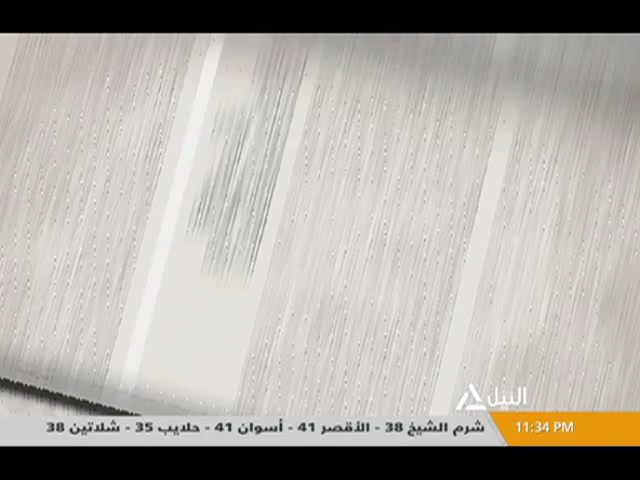 النيل
شرم الشيخ 38 - الأقصر 41 - أسوان 41 - حلايب 35 - شلاتين 38
11:34 PM